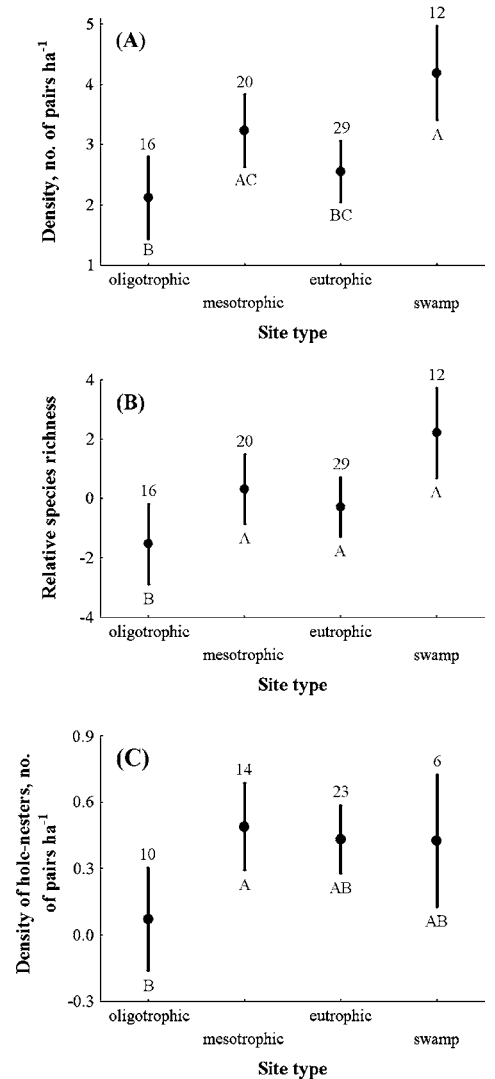 (A)
Density, no. of pairs ha⁻¹
5
4
3
2
1
16
20
29
12
B
AC
BC
A
oligotrophic
eutrophic
mesotrophic
swamp
Site type
(B)
Relative species richness
4
2
0
-2
-4
16
20
29
12
B
A
A
A
oligotrophic
eutrophic
mesotrophic
swamp
Site type
(C)
Density of hole-nesters, no.
of pairs ha⁻¹
0.9
0.6
0.3
0.0
-0.3
10
14
23
6
B
A
AB
AB
oligotrophic
eutrophic
mesotrophic
swamp
Site type